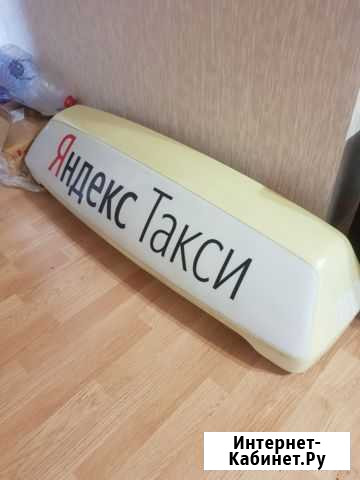 Яндекс Такси
Интернет-
Кабинет.Ру